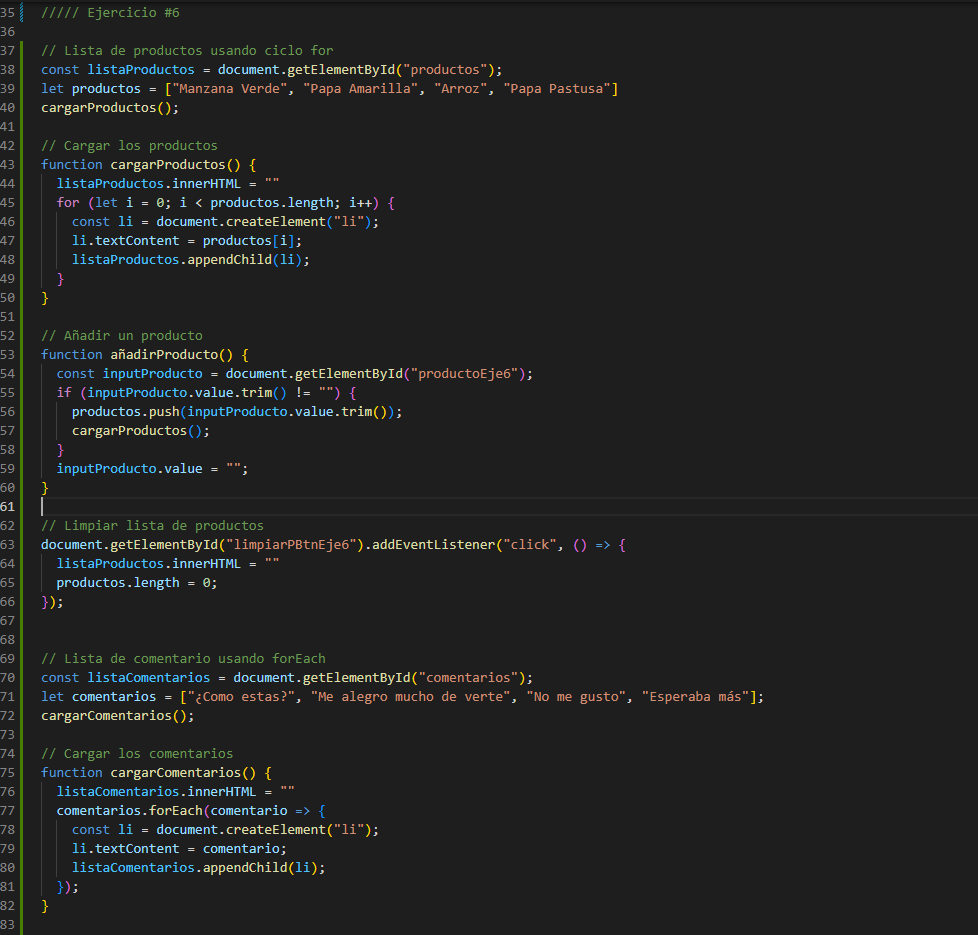 35 ///// Ejercicio #6
36
37 // Lista de productos usando ciclo for
38 const listaProductos = document.getElementById("productos");
39 let productos = ["Manzana Verde", "Papa Amarilla", "Arroz", "Papa Pastusa"]
40 cargarProductos();
41
42 // Cargar los productos
43 function cargarProductos() {
44   listaProductos.innerHTML = ""
45   for (let i = 0; i < productos.length; i++) {
46     const li = document.createElement("li");
47     li.textContent = productos[i];
48     listaProductos.appendChild(li);
49   }
50 }
51
52 // Añadir un producto
53 function añadirProducto() {
54   const inputProducto = document.getElementById("productoEje6");
55   if (inputProducto.value.trim() != "") {
56     productos.push(inputProducto.value.trim());
57     cargarProductos();
58   }
59   inputProducto.value = "";
60 }
61
62 // Limpiar lista de productos
63 document.getElementById("limpiarPBtnEje6").addEventListener("click", () => {
64   listaProductos.innerHTML = ""
65   productos.length = 0;
66 });
67
68
69 // Lista de comentario usando forEach
70 const listaComentarios = document.getElementById("comentarios");
71 let comentarios = ["¿Como estas?", "Me alegro mucho de verte", "No me gusto", "Esperaba más"];
72 cargarComentarios();
73
74 // Cargar los comentarios
75 function cargarComentarios() {
76   listaComentarios.innerHTML = ""
77   comentarios.forEach(comentario => {
78     const li = document.createElement("li");
79     li.textContent = comentario;
80     listaComentarios.appendChild(li);
81   });
82 }
83